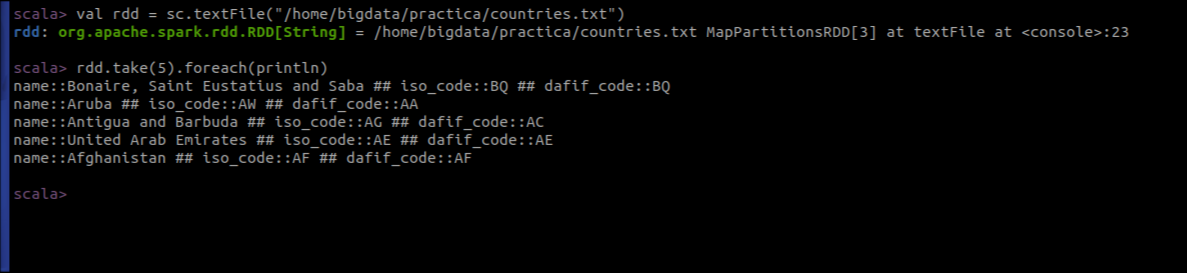 scala> val rdd = sc.textFile("/home/bigdata/practica/countries.txt")
rdd: org.apache.spark.rdd.RDD[String] = /home/bigdata/practica/countries.txt MapPartitionsRDD[3] at textFile at <console>:23
scala> rdd.take(5).foreach(println)
name::Bonaire, Saint Eustatius and Saba ## iso_code::BQ ## dafif_code::BQ
name::Aruba ## iso_code::AW ## dafif_code::AA
name::Antigua and Barbuda ## iso_code::AG ## dafif_code::AC
name::United Arab Emirates ## iso_code::AE ## dafif_code::AE
name::Afghanistan ## iso_code::AF ## dafif_code::AF
scala>